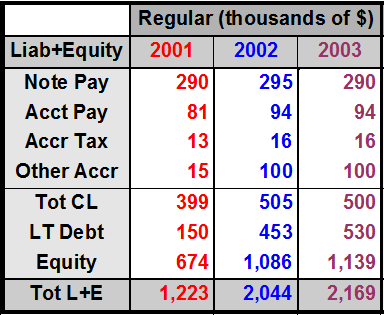 Regular (thousands of $)
Liab+Equity 2001 2002 2003
Note Pay 290 295 290
Acct Pay 81 94 94
Accr Tax 13 16 16
Other Accr 15 100 100
Tot CL 399 505 500
LT Debt 150 453 530
Equity 674 1,086 1,139
Tot L+E 1,223 2,044 2,169